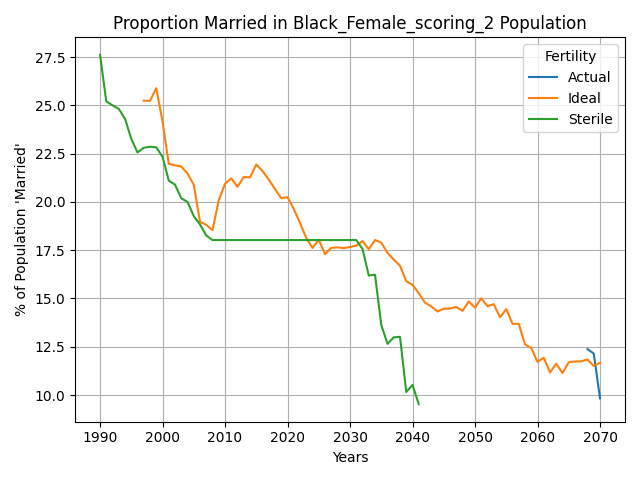 Proportion Married in Black_Female_scoring_2 Population
% of Population 'Married'
27.5
25.0
22.5
20.0
17.5
15.0
12.5
10.0
Fertility
Actual
Ideal
Sterile
1990 2000 2010 2020 2030 2040 2050 2060 2070
Years